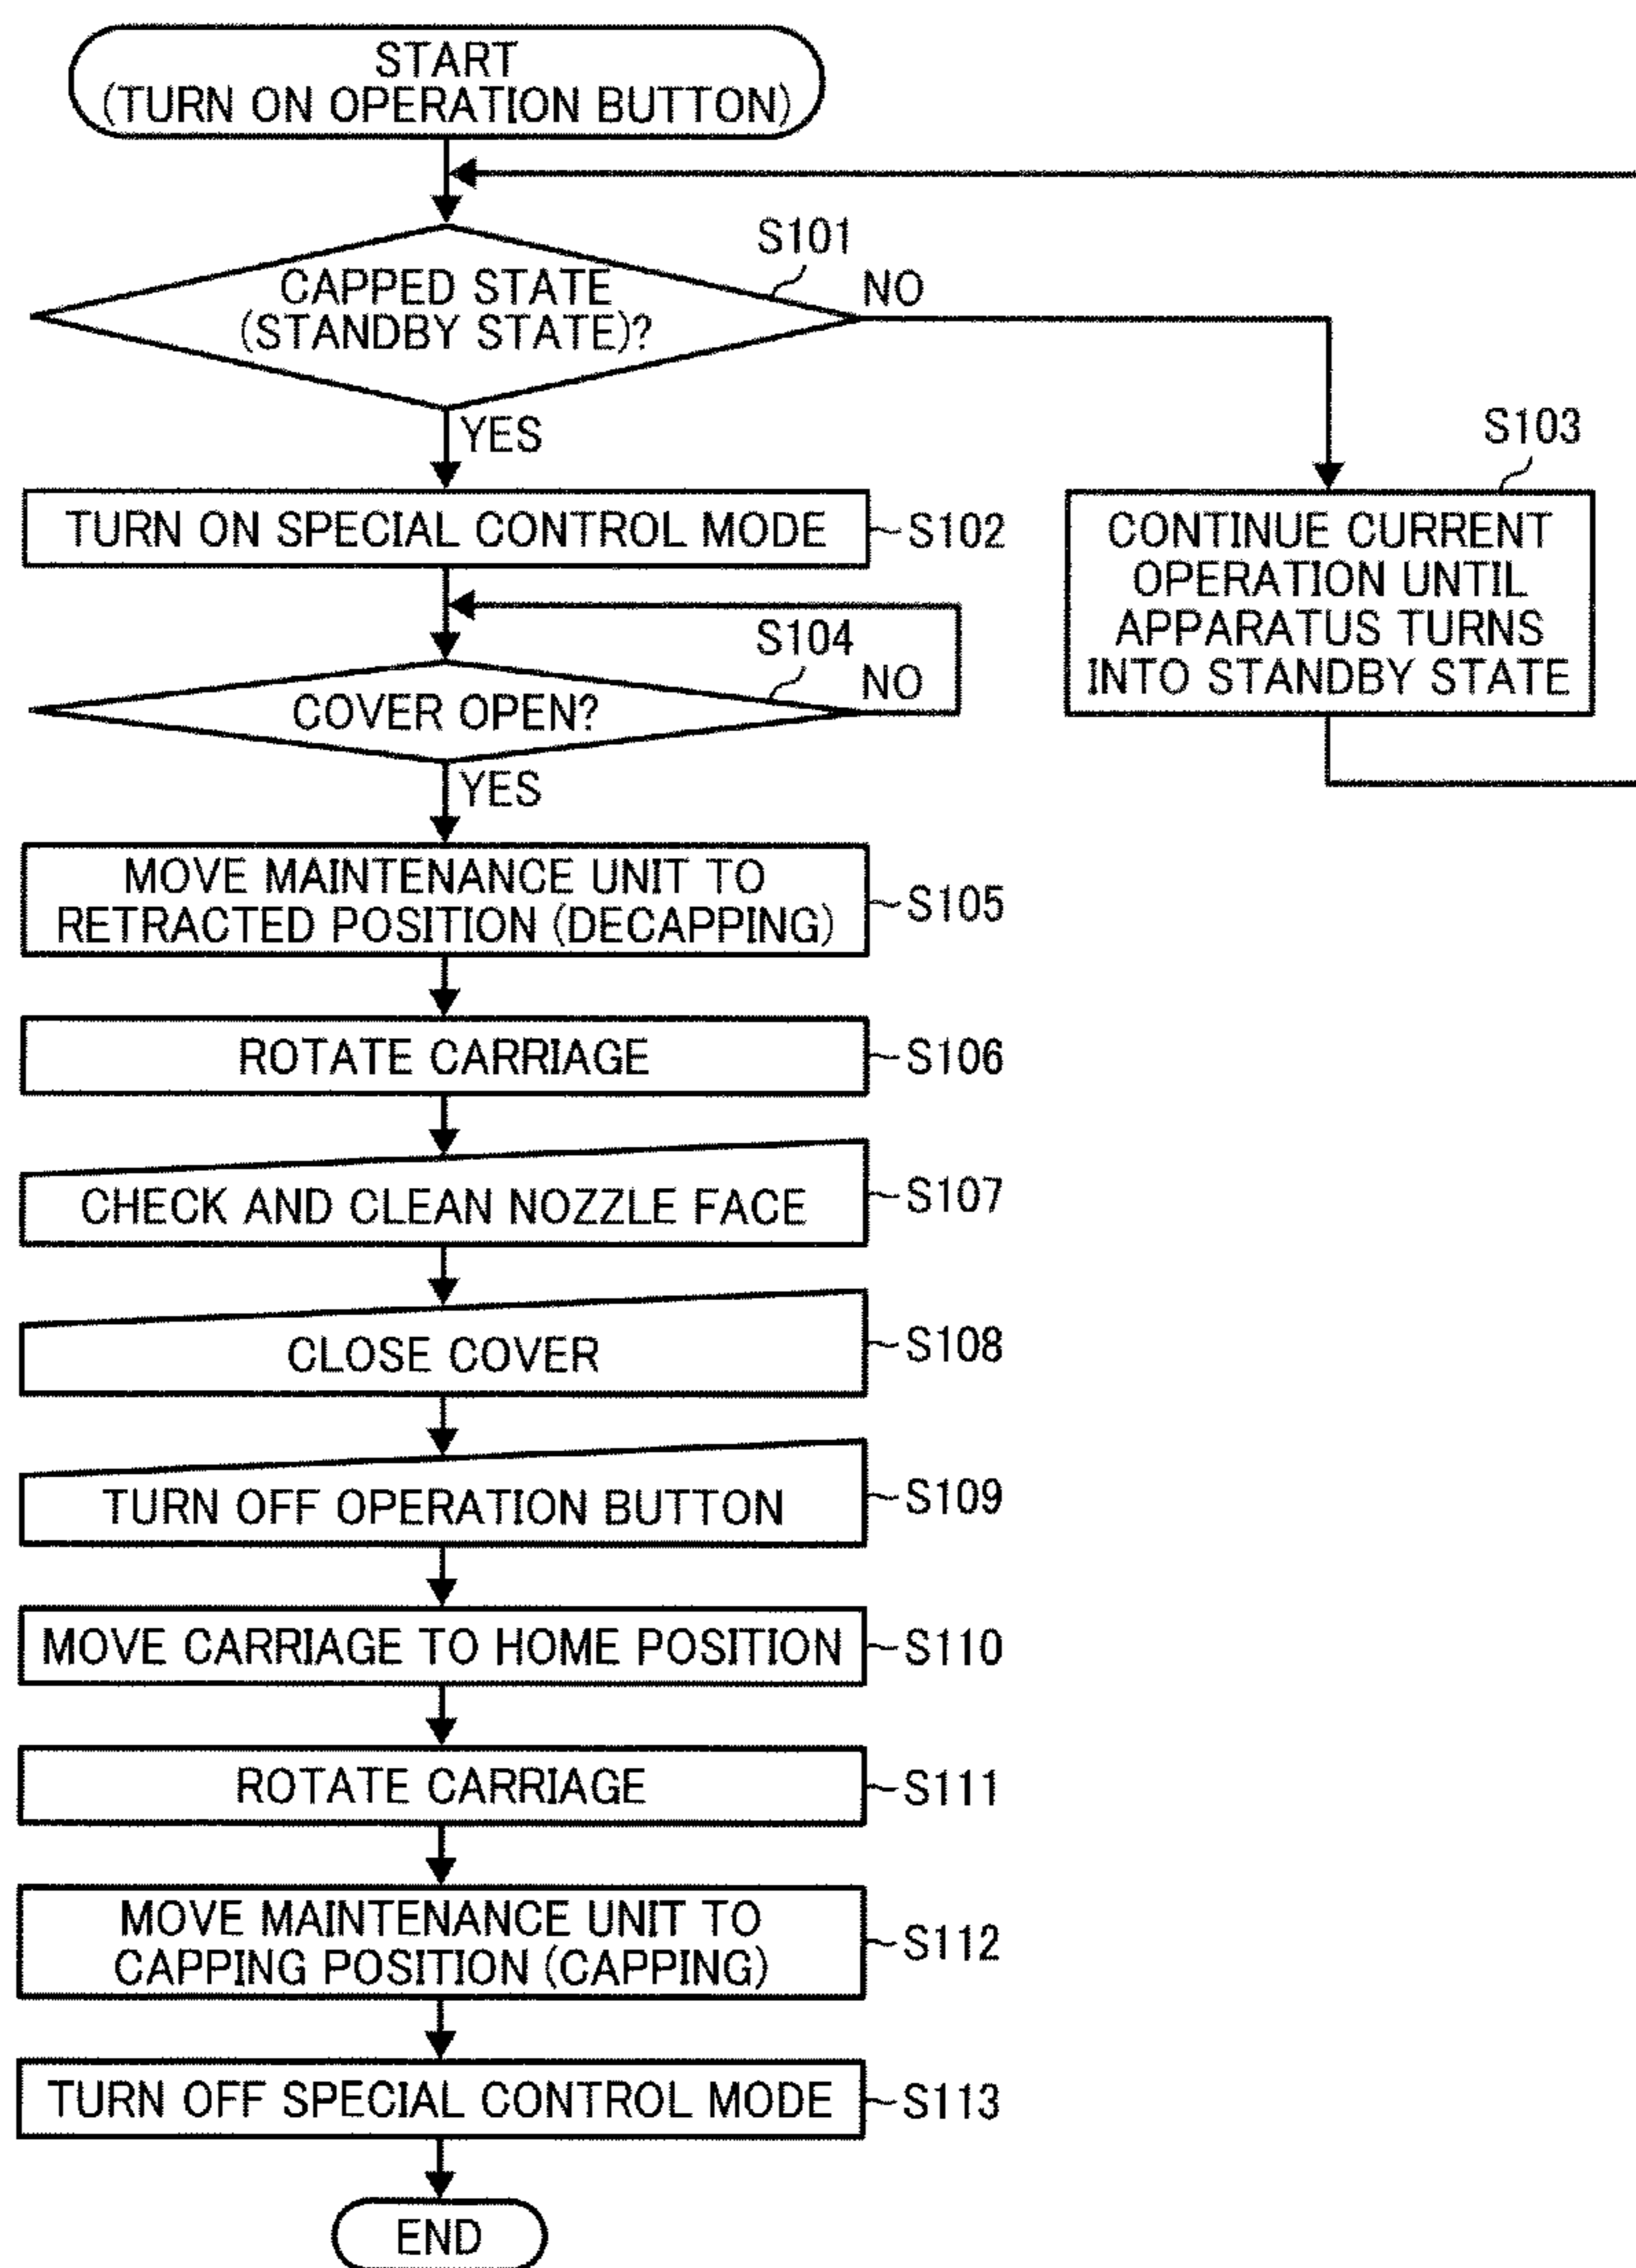 START
(TURN ON OPERATION BUTTON)
S101
CAPPED STATE
(STANDBY STATE)?
NO
YES
S103
TURN ON SPECIAL CONTROL MODE
S102
CONTINUE CURRENT
OPERATION UNTIL
APPARATUS TURNS
INTO STANDBY STATE
S104
COVER OPEN?
NO
YES
MOVE MAINTENANCE UNIT TO
RETRACTED POSITION (DECAPPING)
S105
ROTATE CARRIAGE
S106
CHECK AND CLEAN NOZZLE FACE
S107
CLOSE COVER
S108
TURN OFF OPERATION BUTTON
S109
MOVE CARRIAGE TO HOME POSITION
S110
ROTATE CARRIAGE
S111
MOVE MAINTENANCE UNIT TO
CAPPING POSITION (CAPPING)
S112
TURN OFF SPECIAL CONTROL MODE
S113
END